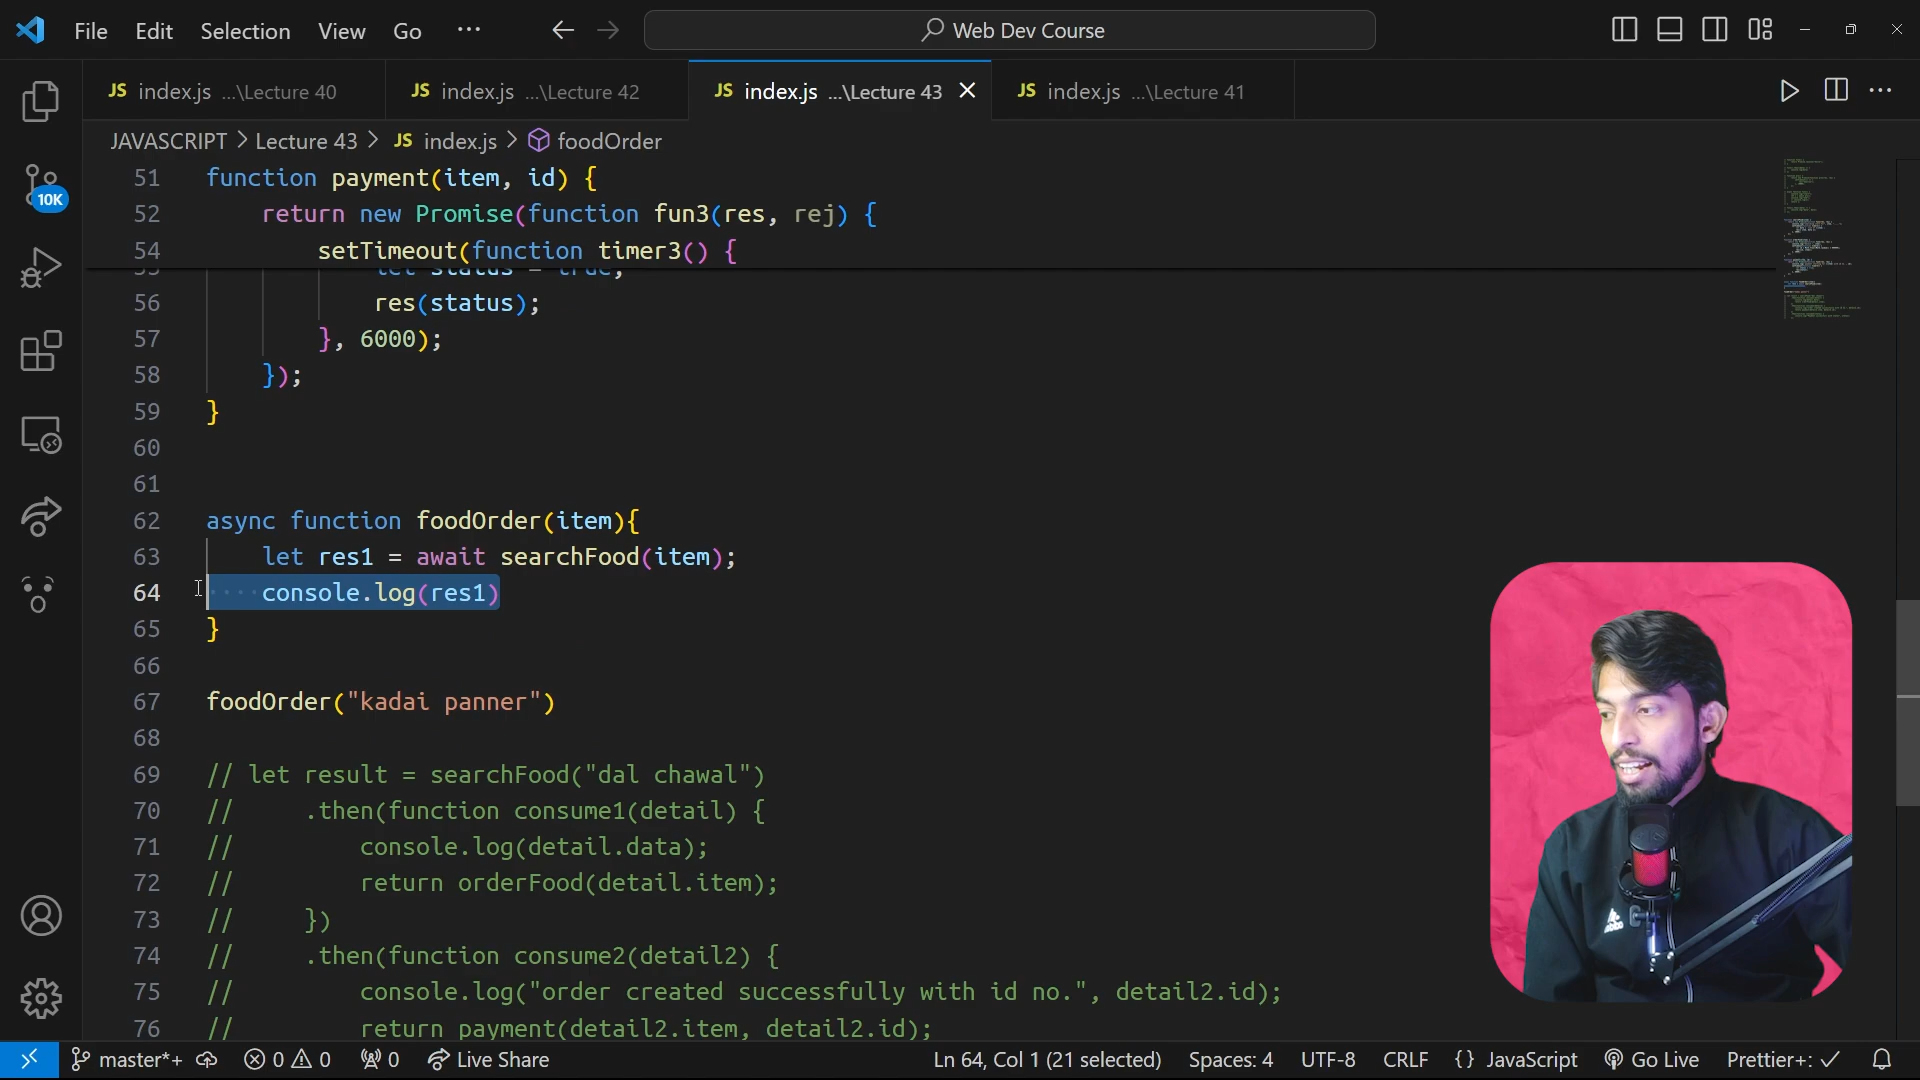 File Edit Selection View Go ··· Web Dev Course
JS index.js ...\Lecture 40 JS index.js ...\Lecture 42 JS index.js ...\Lecture 43 JS index.js ...\Lecture 41
JAVASCRIPT > Lecture 43 > JS index.js > foodOrder
10K
51 function payment(item, id) {
52 return new Promise(function fun3(res, rej) {
54 setTimeout(function timer3() {
55 let status = true;
56 res(status);
57 }, 6000);
58 });
59 }
60
61
62 async function foodOrder(item){
63 let res1 = await searchFood(item);
64 console.log(res1)
65 }
66
67 foodOrder("kadai panner")
68
69 // let result = searchFood("dal chawal")
70 // .then(function consume1(detail) {
71 // console.log(detail.data);
72 // return orderFood(detail.item);
73 // })
74 // .then(function consume2(detail2) {
75 // console.log("order created successfully with id no.", detail2.id);
76 // return payment(detail2.item, detail2.id);
master*+ 0 0 0 Live Share Ln 64, Col 1 (21 selected) Spaces: 4 UTF-8 CRLF {} JavaScript Go Live Prettier+: ✓